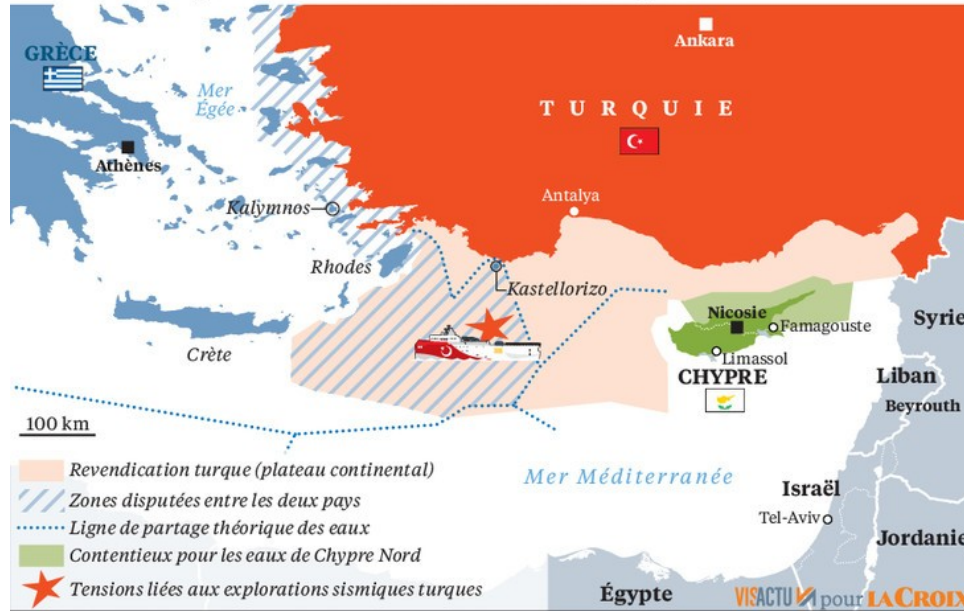 Ankara
GRÈCE
Mer
Égée
TURQUIE
Athènes
Antalya
Kalymnos
Rhodes
Kastellorizo
Nicosie
Famagouste
Syrie
Crète
Limassol
CHYPRE
Liban
Beyrouth
100 km
Revendication turque (plateau continental)
Mer Méditerranée
Zones disputées entre les deux pays
Israël
Ligne de partage théorique des eaux
Tel-Aviv
Contentieux pour les eaux de Chypre Nord
Jordanie
Tensions liées aux explorations sismiques turques
Égypte
VISACTU pour LA CROIX